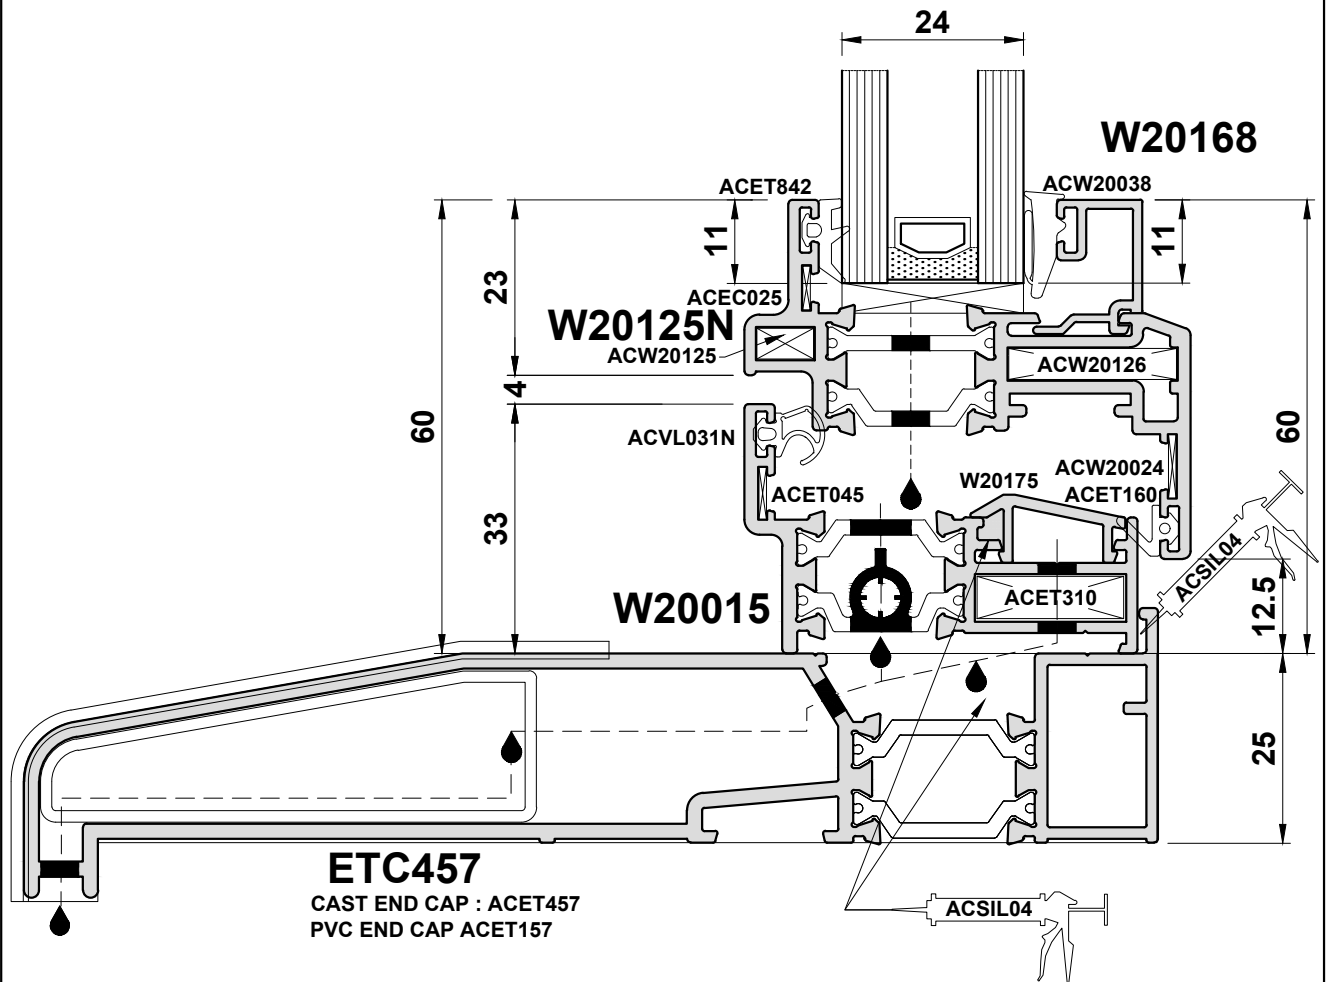 24
W20168
ACET842
ACW20038
11
11
23
60
60
ACEC025
W20125N
ACW20125
ACW20126
4
ACVL031N
ACW20024
W20175
ACET160
ACET045
33
ACSIL04
12.5
W20015
ACET310
25
ETC457
CAST END CAP : ACET457
PVC END CAP ACET157
ACSIL04